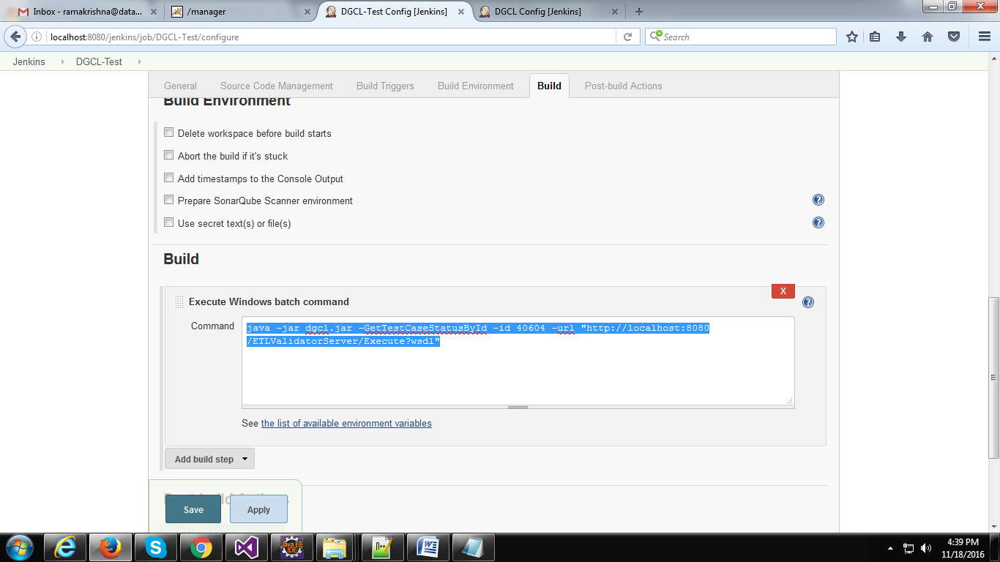 Inbox - ramakrishna@data...
/manager
DGCL-Test Config [Jenkins]
DGCL Config [Jenkins]
localhost:8080/jenkins/job/DGCL-Test/configure
Search
Jenkins
DGCL-Test
General
Source Code Management
Build Triggers
Build Environment
Build
Post-build Actions
Build Environment
Delete workspace before build starts
Abort the build if it's stuck
Add timestamps to the Console Output
Prepare SonarQube Scanner environment
Use secret text(s) or file(s)
Build
Execute Windows batch command
X
Command
java -jar dgcl.jar -GetTestCaseStatusById -id 40604 -url "http://localhost:8080
/ETLValidatorServer/Execute?wsdl"
See the list of available environment variables
Add build step
Post-build Actions
Save
Apply
Java EE
IDE
4:39 PM
11/18/2016